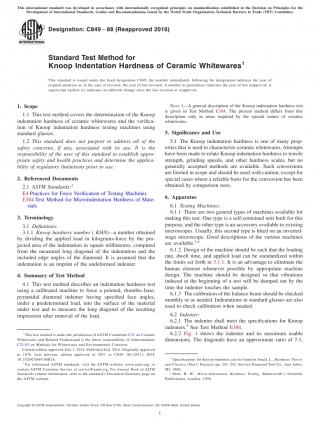 This international standard was developed in accordance with internationally recognized principles on standardization established in the Decision on Principles for the
Development of International Standards, Guides and Recommendations issued by the World Trade Organization Technical Barriers to Trade (TBT) Committee.
Designation: C849 – 88 (Reapproved 2016)
Standard Test Method for
Knoop Indentation Hardness of Ceramic Whitewares¹
This standard is issued under the fixed designation C849; the number immediately following the designation indicates the year of
original adoption or, in the case of revision, the year of last revision. A number in parentheses indicates the year of last reapproval. A
superscript epsilon (ε) indicates an editorial change since the last revision or reapproval.
1. Scope
1.1 This test method covers the determination of the Knoop
indentation hardness of ceramic whitewares and the verifica-
tion of Knoop indentation hardness testing machines using
standard glasses.
1.2 This standard does not purport to address all of the
safety concerns, if any, associated with its use. It is the
responsibility of the user of this standard to establish appro-
priate safety and health practices and determine the applica-
bility of regulatory limitations prior to use.
2. Referenced Documents
2.1 ASTM Standards:²
E4 Practices for Force Verification of Testing Machines
E384 Test Method for Microindentation Hardness of Mate-
rials
3. Terminology
3.1 Definitions:
3.1.1 Knoop hardness number (KHN)—a number obtained
by dividing the applied load in kilograms-force by the pro-
jected area of the indentation in square millimetres, computed
from the measured long diagonal of the indentation and the
included edge angles of the diamond. It is assumed that the
indentation is an imprint of the undeformed indenter.
4. Summary of Test Method
4.1 This test method describes an indentation hardness test
using a calibrated machine to force a pointed, rhombic-base,
pyramidal diamond indenter having specified face angles,
under a predetermined load, into the surface of the material
under test and to measure the long diagonal of the resulting
impression after removal of the load.
¹ This test method is under the jurisdiction of ASTM Committee C21 on Ceramic
Whitewares and Related Products and is the direct responsibility of Subcommittee
C21.03 on Methods for Whitewares and Environmental Concerns.
Current edition approved July 1, 2016. Published July 2016. Originally approved
in 1976. Last previous edition approved in 2011 as C849 – 88 (2011). DOI:
10.1520/C0849-88R16.
² For referenced ASTM standards, visit the ASTM website, www.astm.org, or
contact ASTM Customer Service at service@astm.org. For Annual Book of ASTM
Standards volume information, refer to the standard's Document Summary page on
the ASTM website.
NOTE 1—A general description of the Knoop indentation hardness test
is given in Test Method E384. The present method differs from this
description only in areas required by the special nature of ceramic
whitewares.
5. Significance and Use
5.1 The Knoop indentation hardness is one of many prop-
erties that is used to characterize ceramic whitewares. Attempts
have been made to relate Knoop indentation hardness to tensile
strength, grinding speeds, and other hardness scales, but no
generally accepted methods are available. Such conversions
are limited in scope and should be used with caution, except for
special cases where a reliable basis for the conversion has been
obtained by comparison tests.
6. Apparatus
6.1 Testing Machines:
6.1.1 There are two general types of machines available for
making this test. One type is a self-contained unit built for this
purpose, and the other type is an accessory available to existing
microscopes. Usually, this second type is fitted on an inverted-
stage microscope. Good descriptions of the various machines
are available.³,⁴
6.1.2 Design of the machine should be such that the loading
rate, dwell time, and applied load can be standardized within
the limits set forth in 3.1.1. It is an advantage to eliminate the
human element whenever possible by appropriate machine
design. The machine should be designed so that vibrations
induced at the beginning of a test will be damped out by the
time the indenter touches the sample.
6.1.3 The calibration of the balance beam should be checked
monthly or as needed. Indentations in standard glasses are also
used to check calibration when needed.
6.2 Indenter:
6.2.1 The indenter shall meet the specifications for Knoop
indenters.³ See Test Method E384.
6.2.2 Fig. 1 shows the indenter and its maximum usable
dimensions. The diagonals have an approximate ratio of 7:1,
³ Specifications for Knoop indenters can be found in Small, L., Hardness Theory
MI, 1960.
⁴ Mott, B. W., Micro-Indentation Hardness Testing, Butterworth's Scientific
Publications, London, 1956.
Copyright © ASTM International, 100 Barr Harbor Drive, PO Box C700, West Conshohocken, PA 19428-2959. United States
1